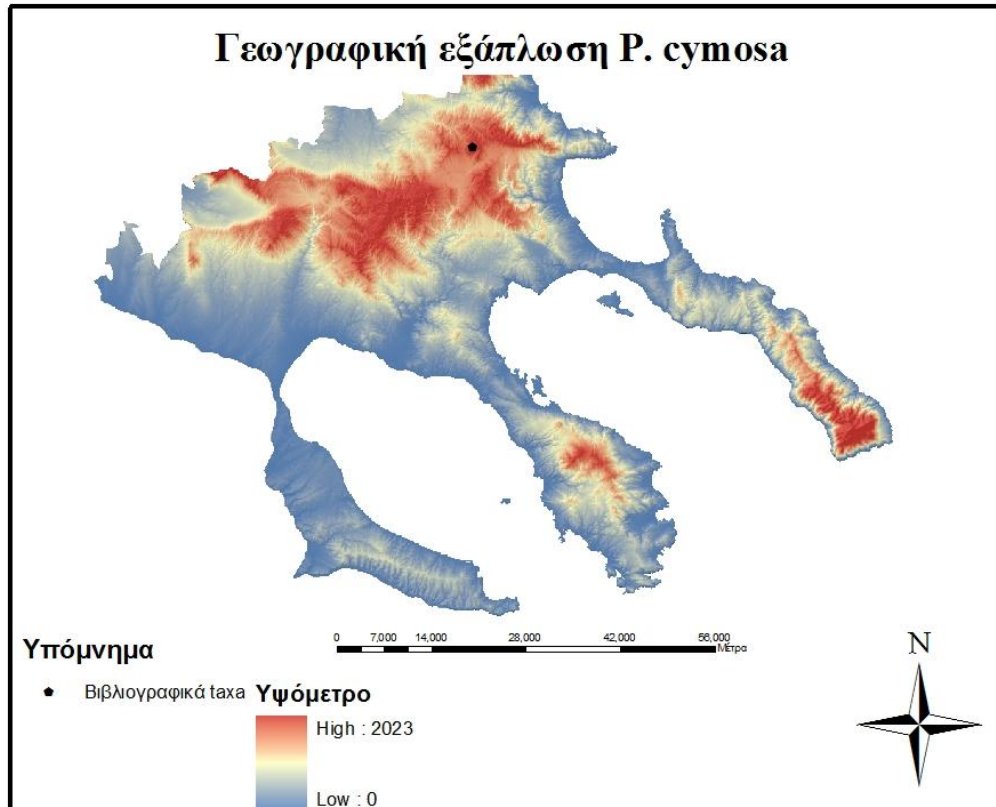 Γεωγραφική εξάπλωση P. cymosa
0 7,000 14,000 28,000 42,000 56,000
Μέτρα
Υπόμνημα
Βιβλιογραφικά taxa
Υψόμετρο
High : 2023
Low : 0
N